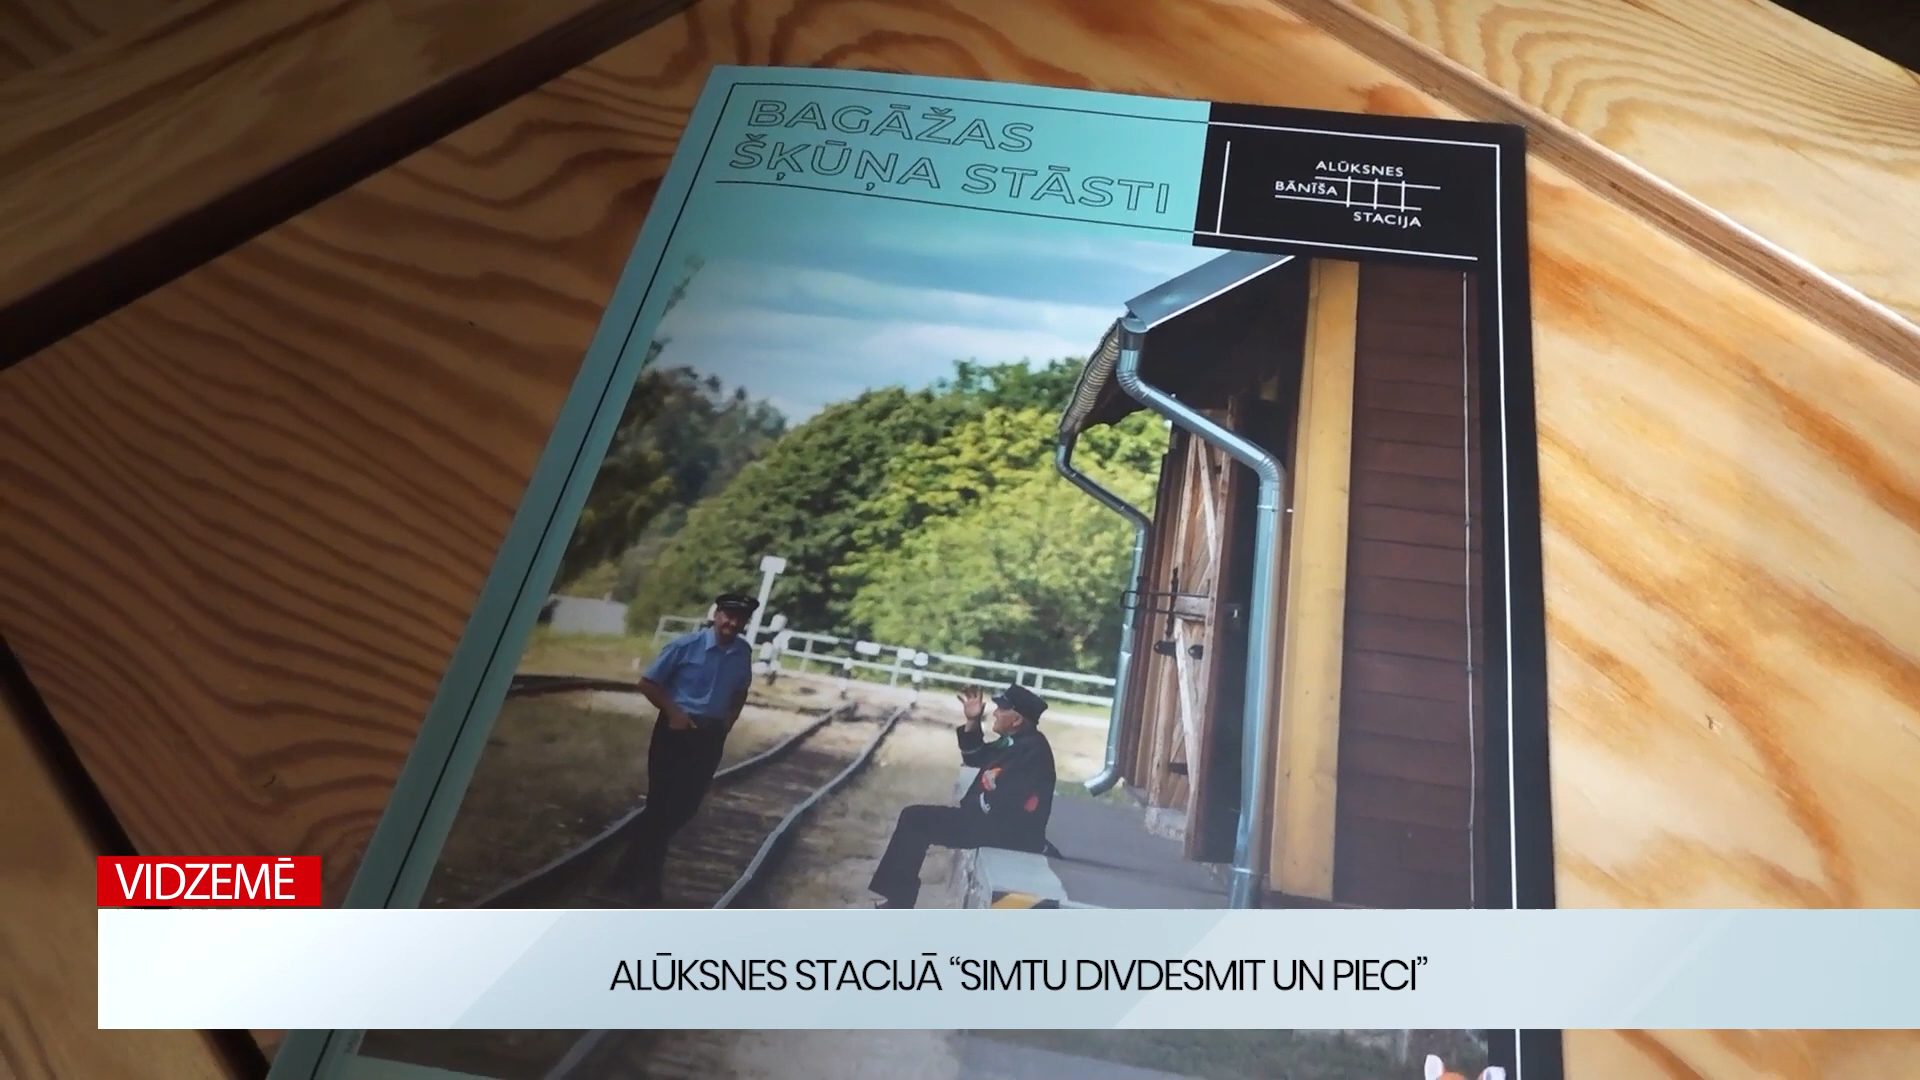 BAGĀŽAS
ŠĶŪŅA STĀSTI
ALŪKSNES
BĀNĪŠA
STACIJA
VIDZEMĒ
ALŪKSNES STACIJĀ “SIMTU DIVDESMIT UN PIECI”